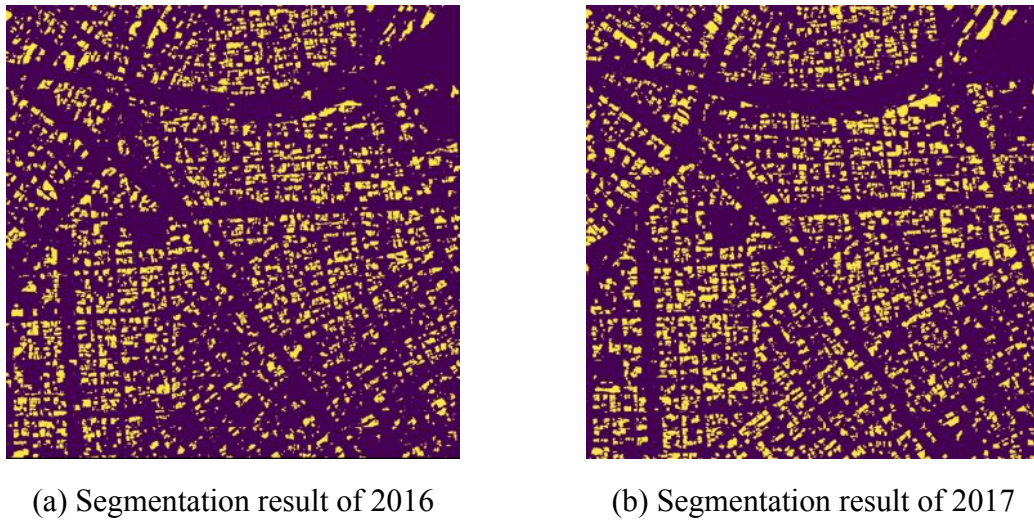 (a) Segmentation result of 2016
(b) Segmentation result of 2017